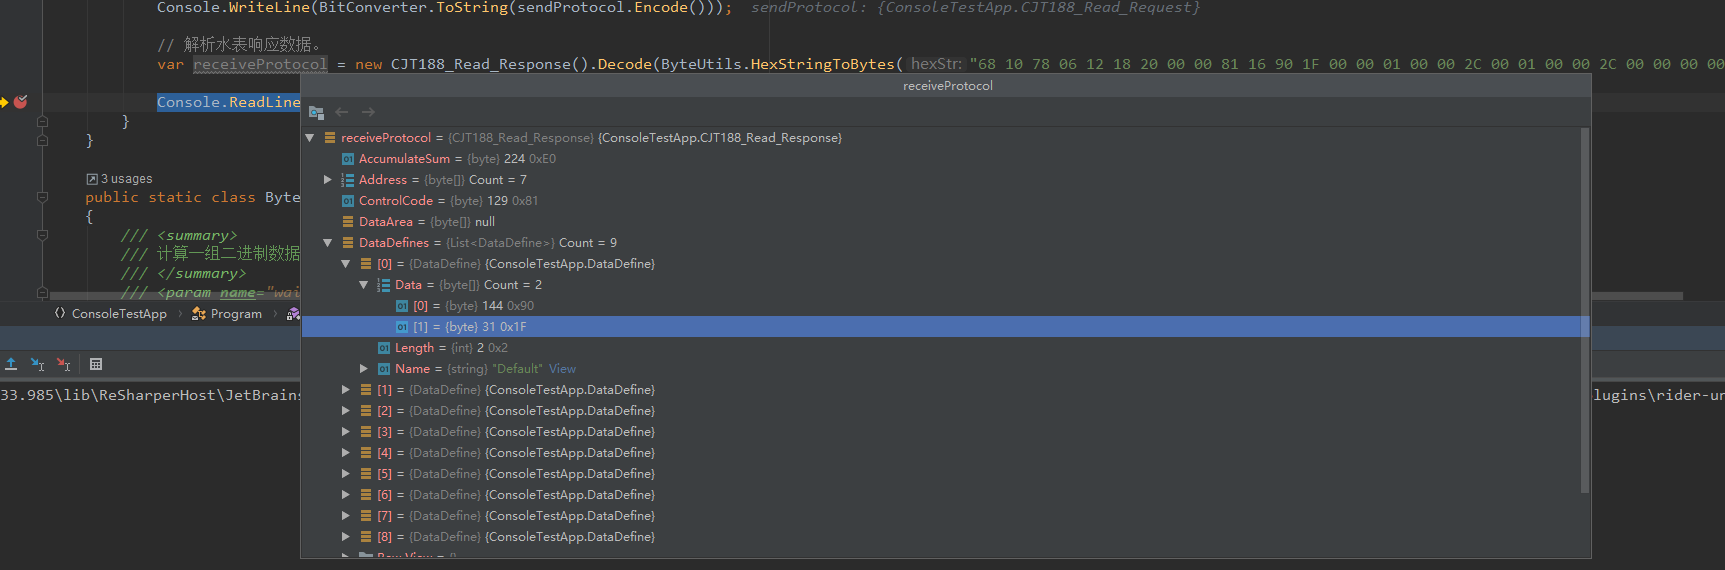 Console.WriteLine(BitConverter.ToString(sendProtocol.Encode()));  sendProtocol: {ConsoleTestApp.CJT188_Read_Request}
// 解析水表响应数据。
var receiveProtocol = new CJT188_Read_Response().Decode(ByteUtils.HexStringToBytes( hexStr: "68 10 78 06 12 18 20 00 00 81 16 90 1F 00 00 01 00 00 2C 00 01 00 00 2C 00 00 00 00
receiveProtocol
Console.ReadLine
}
}
receiveProtocol = {CJT188_Read_Response} {ConsoleTestApp.CJT188_Read_Response}
AccumulateSum = {byte} 224 0xE0
3 usages
Address = {byte[]} Count = 7
public static class Byte
ControlCode = {byte} 129 0x81
{
DataArea = {byte[]} null
/// <summary>
DataDefines = {List<DataDefine>} Count = 9
/// 计算一组二进制数据
[0] = {DataDefine} {ConsoleTestApp.DataDefine}
/// </summary>
Data = {byte[]} Count = 2
/// <param name="wai
[0] = {byte} 144 0x90
ConsoleTestApp > Program >
[1] = {byte} 31 0x1F
Length = {int} 2 0x2
Name = {string} "Default" View
[1] = {DataDefine} {ConsoleTestApp.DataDefine}
33.985\lib\ReSharperHost\JetBrains
lugins\rider-un
[2] = {DataDefine} {ConsoleTestApp.DataDefine}
[3] = {DataDefine} {ConsoleTestApp.DataDefine}
[4] = {DataDefine} {ConsoleTestApp.DataDefine}
[5] = {DataDefine} {ConsoleTestApp.DataDefine}
[6] = {DataDefine} {ConsoleTestApp.DataDefine}
[7] = {DataDefine} {ConsoleTestApp.DataDefine}
[8] = {DataDefine} {ConsoleTestApp.DataDefine}